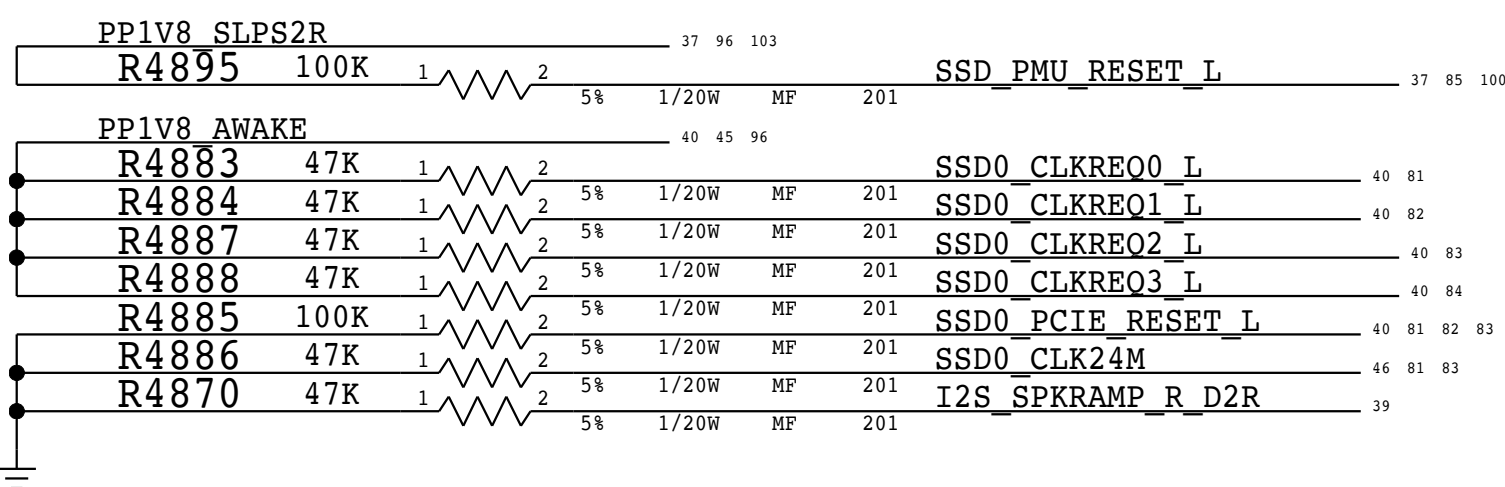 PP1V8_SLPS2R 37 96 103
R4895 100K 1 2 5% 1/20W MF 201 SSD_PMU_RESET_L 37 85 100
PP1V8_AWAKE 40 45 96
R4883 47K 1 2 5% 1/20W MF 201 SSD0_CLKREQ0_L 40 81
R4884 47K 1 2 5% 1/20W MF 201 SSD0_CLKREQ1_L 40 82
R4887 47K 1 2 5% 1/20W MF 201 SSD0_CLKREQ2_L 40 83
R4888 47K 1 2 5% 1/20W MF 201 SSD0_CLKREQ3_L 40 84
R4885 100K 1 2 5% 1/20W MF 201 SSD0_PCIE_RESET_L 40 81 82 83
R4886 47K 1 2 5% 1/20W MF 201 SSD0_CLK24M 46 81 83
R4870 47K 1 2 5% 1/20W MF 201 I2S_SPKRAMP_R_D2R 39